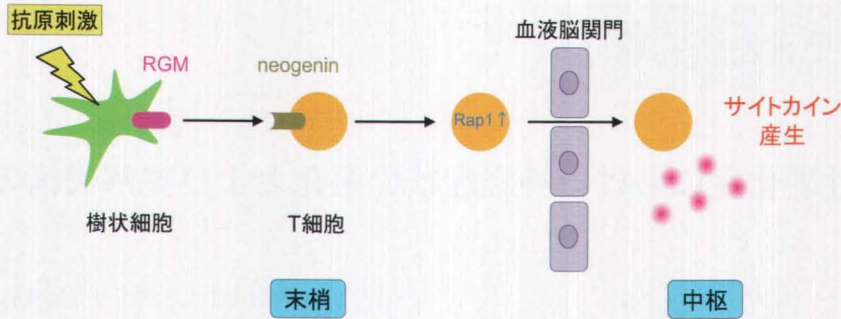 抗原刺激
血液脳関門
RGM
neogenin
Rap1↑
サイトカイン
産生
樹状細胞
T細胞
末梢
中枢